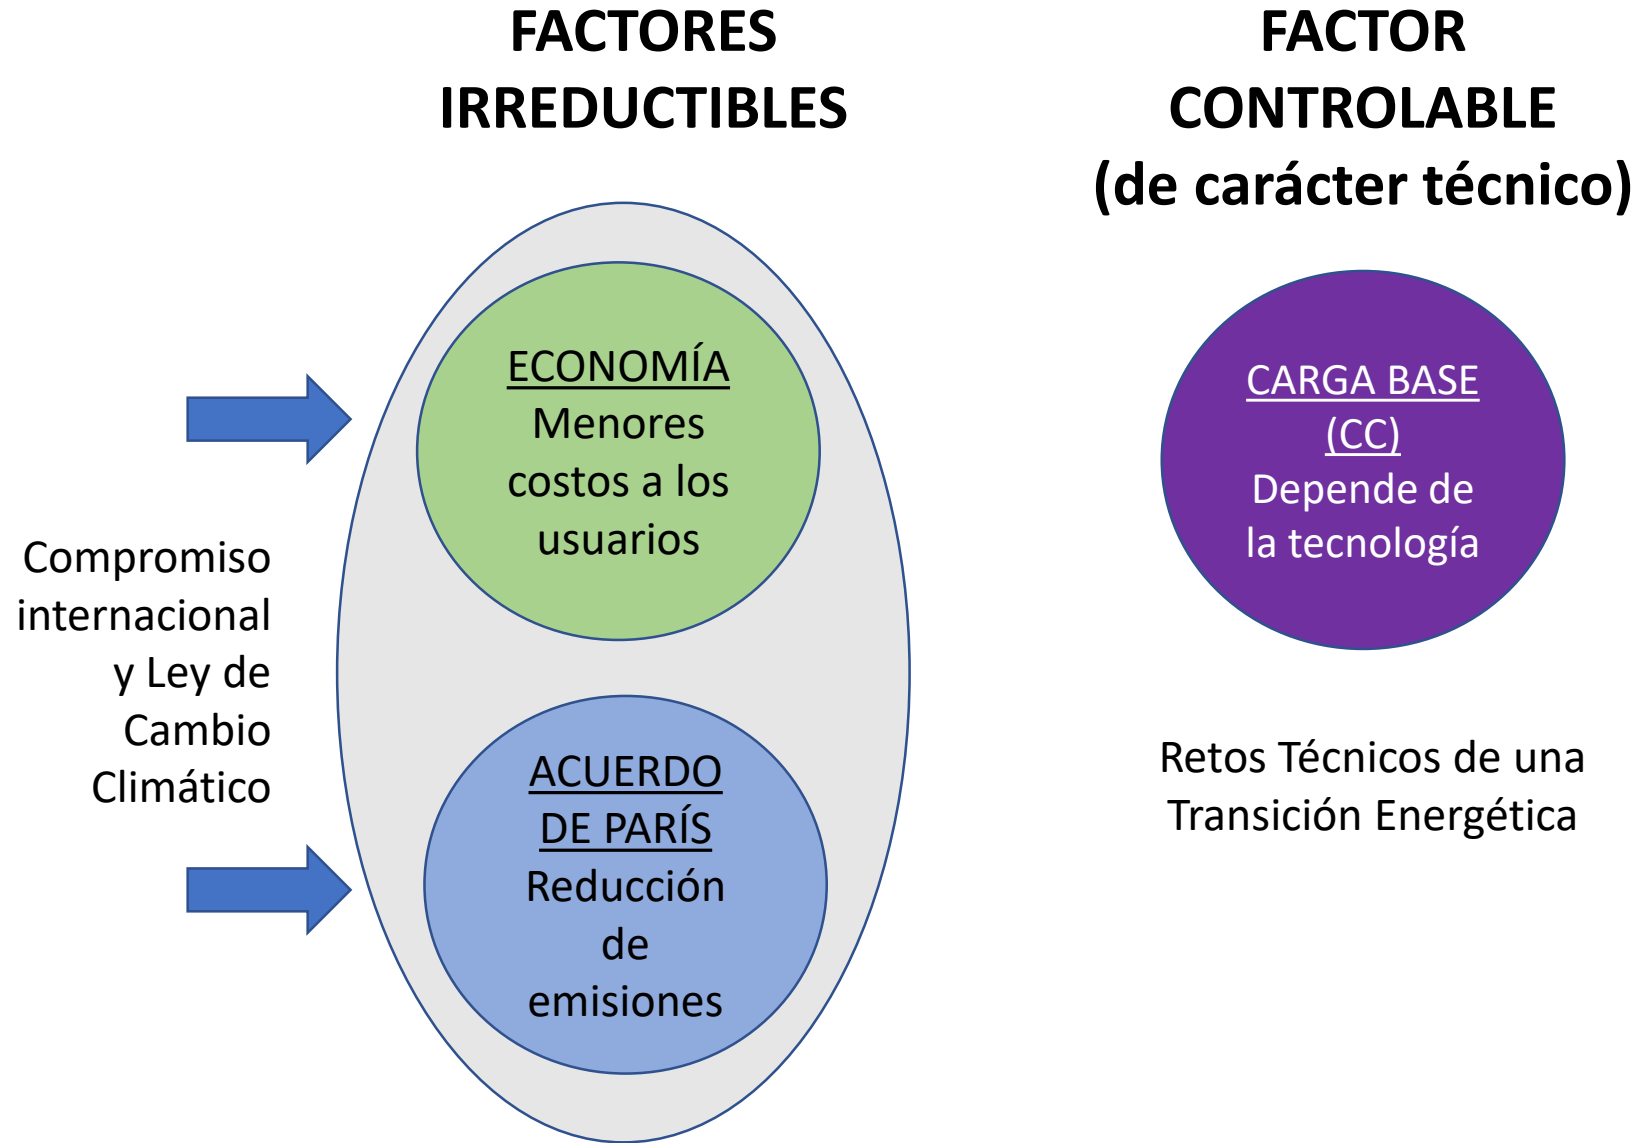 FACTORES
IRREDUCTIBLES
FACTOR
CONTROLABLE
(de carácter técnico)
Compromiso
internacional
y Ley de
Cambio
Climático
ECONOMÍA
Menores
costos a los
usuarios
ACUERDO
DE PARÍS
Reducción
de
emisiones
CARGA BASE
(CC)
Depende de
la tecnología
Retos Técnicos de una
Transición Energética